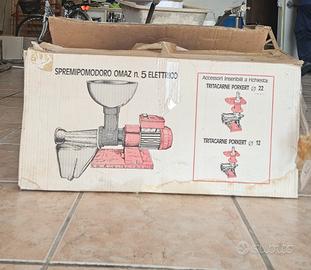 SPREMIPOMODORO OMAZ n. 5 ELETTRICO
Accessori inseribili a richiesta
TRITACARNE PORKERT ∅ 22
TRITACARNE PORKERT ∅ 12
subito